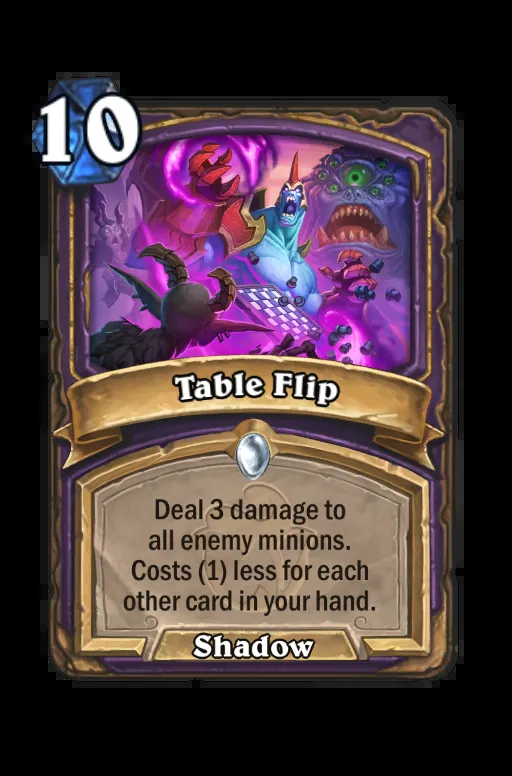 10
Table Flip
Deal 3 damage to
all enemy minions.
Costs (1) less for each
other card in your hand.
Shadow